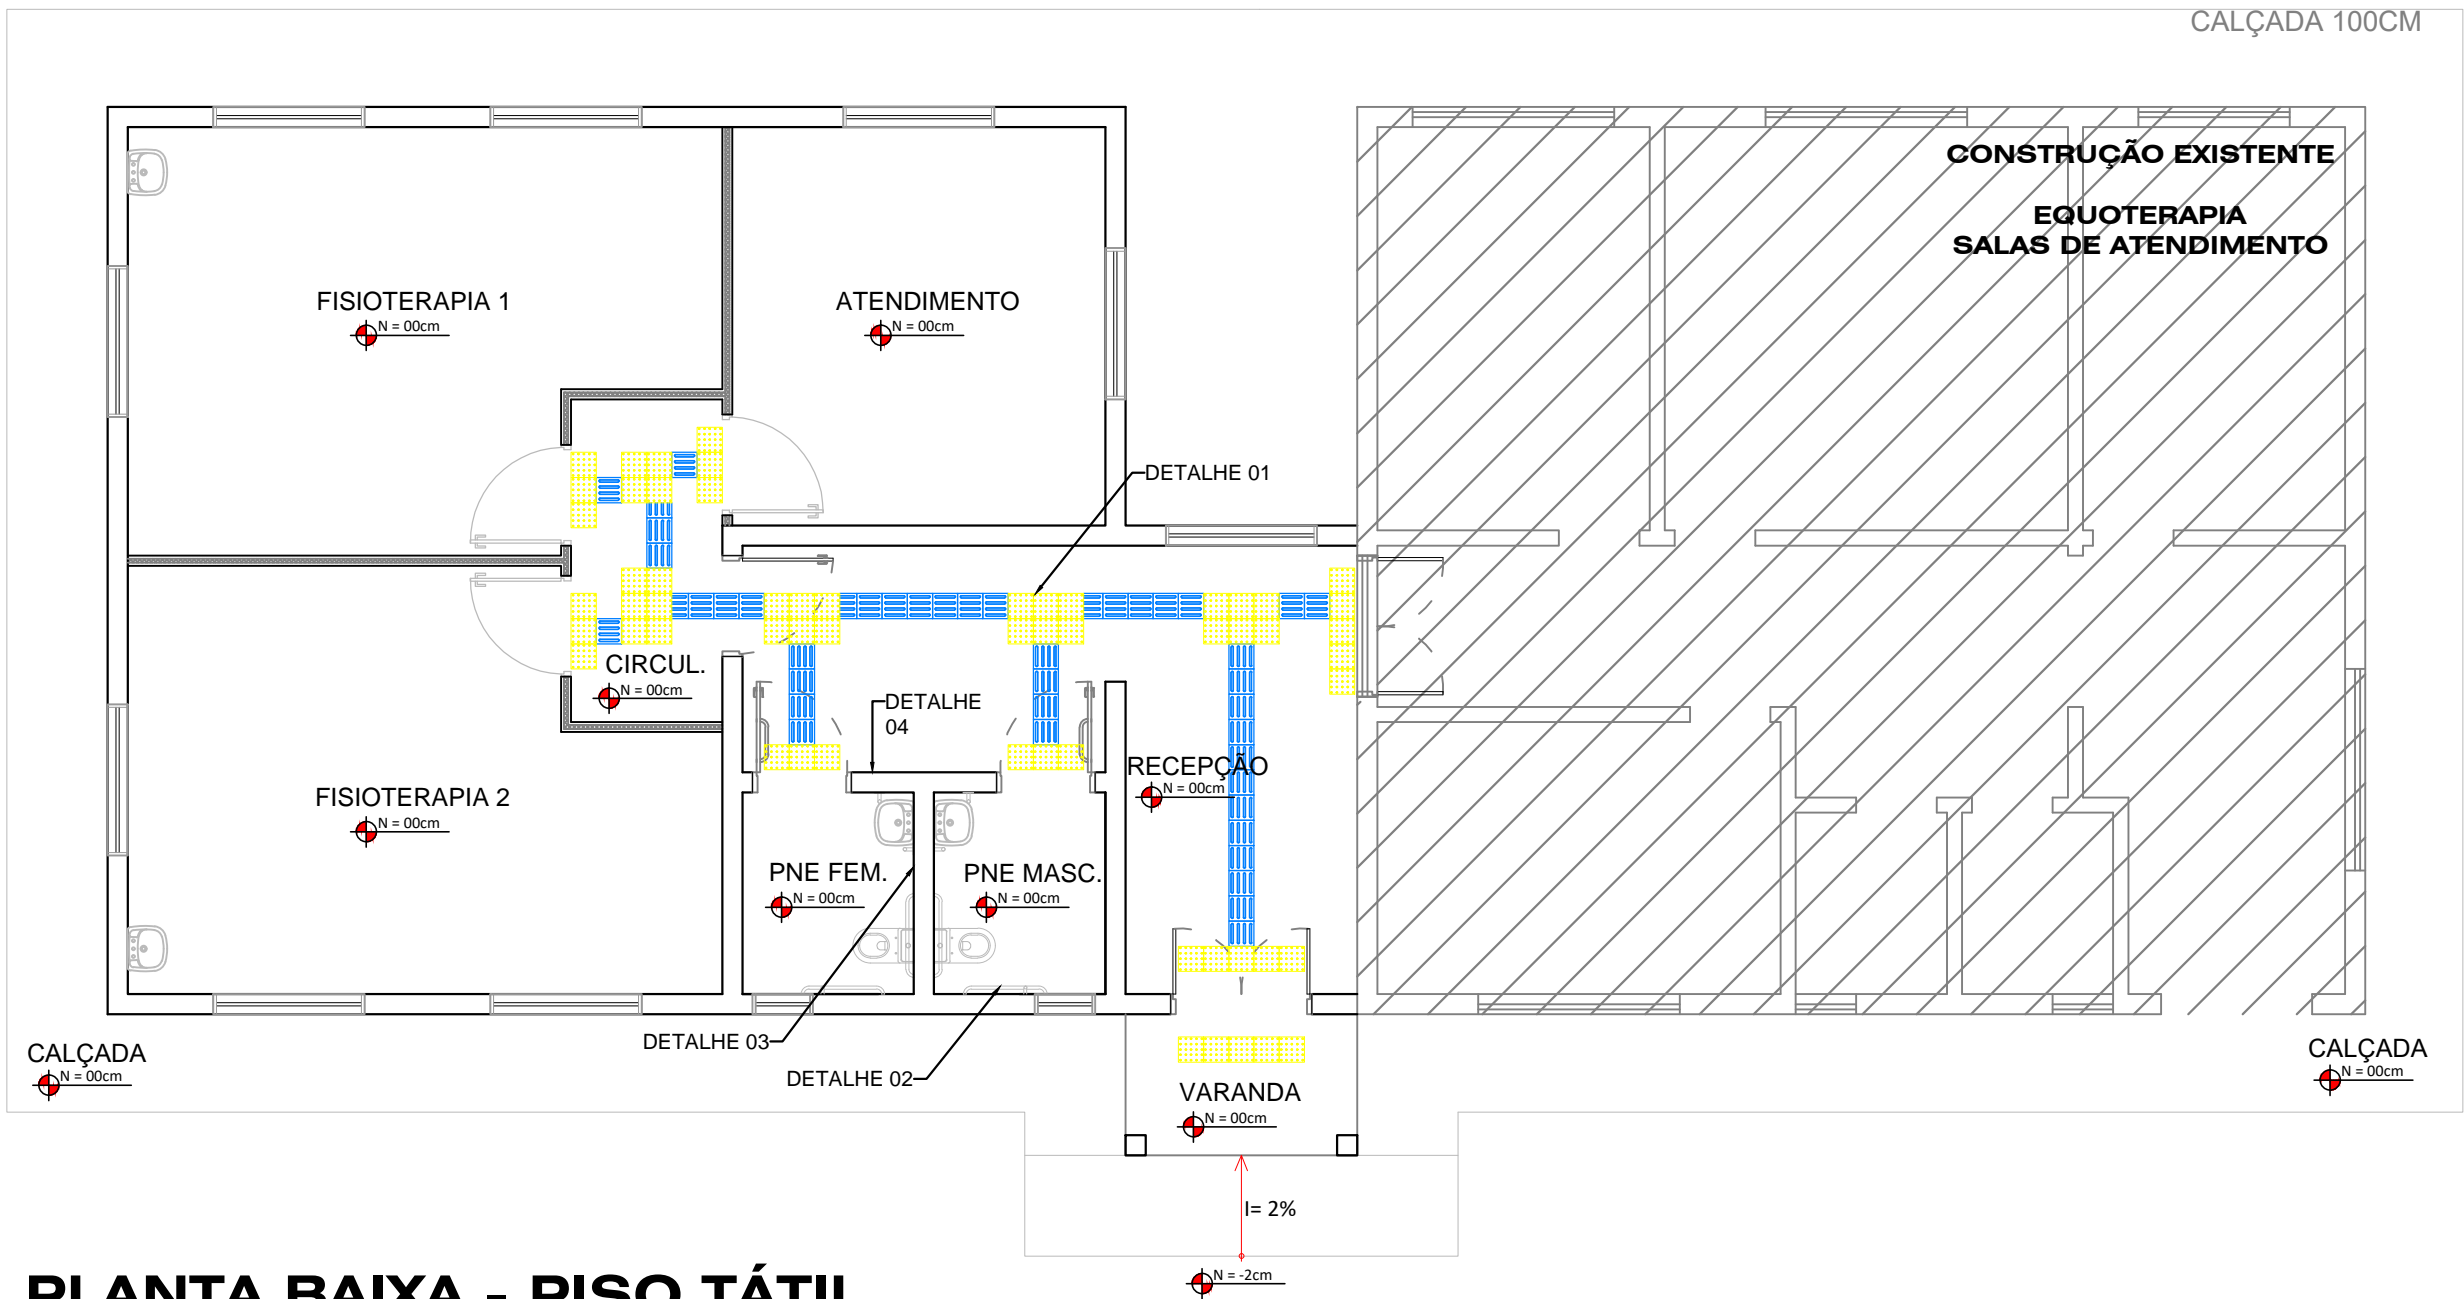 CALÇADA 100CM
CONSTRUÇÃO EXISTENTE
EQUOTERAPIA
SALAS DE ATENDIMENTO
FISIOTERAPIA 1
N = 00cm
ATENDIMENTO
N = 00cm
DETALHE 01
CIRCUL.
N = 00cm
DETALHE
04
RECEPÇÃO
N = 00cm
FISIOTERAPIA 2
N = 00cm
PNE FEM.
N = 00cm
PNE MASC.
N = 00cm
DETALHE 03
DETALHE 02
CALÇADA
N = 00cm
VARANDA
N = 00cm
CALÇADA
N = 00cm
I= 2%
N = -2cm
PLANTA BAIXA - PISO TÁTIL